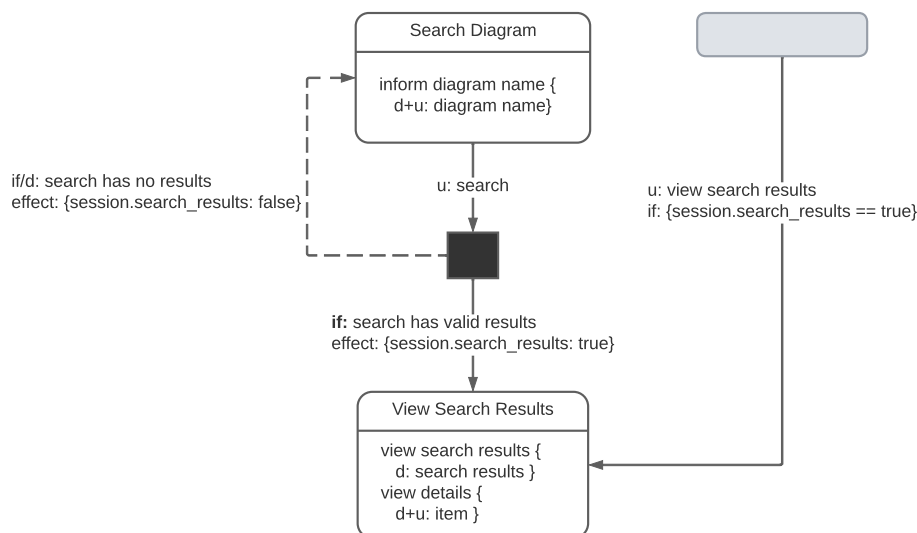 Search Diagram
inform diagram name {
d+u: diagram name}
if/d: search has no results
effect: {session.search_results: false}
u: search
u: view search results
if: {session.search_results == true}
if: search has valid results
effect: {session.search_results: true}
View Search Results
view search results {
d: search results }
view details {
d+u: item }